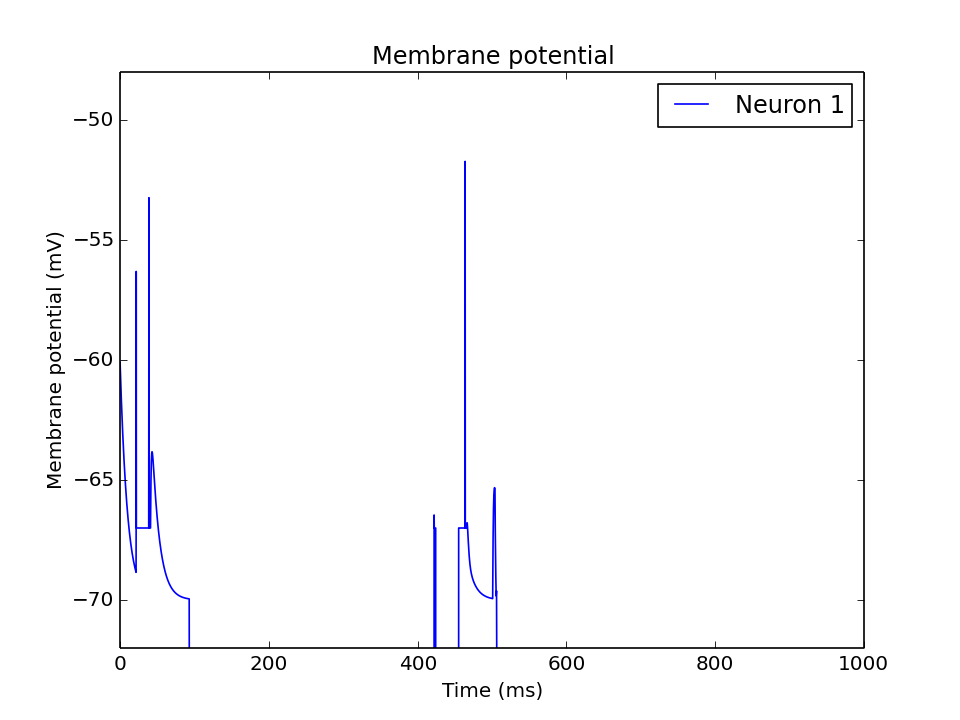 Membrane potential
Neuron 1
−50
−55
−60
−65
−70
Membrane potential (mV)
0 200 400 600 800 1000
Time (ms)